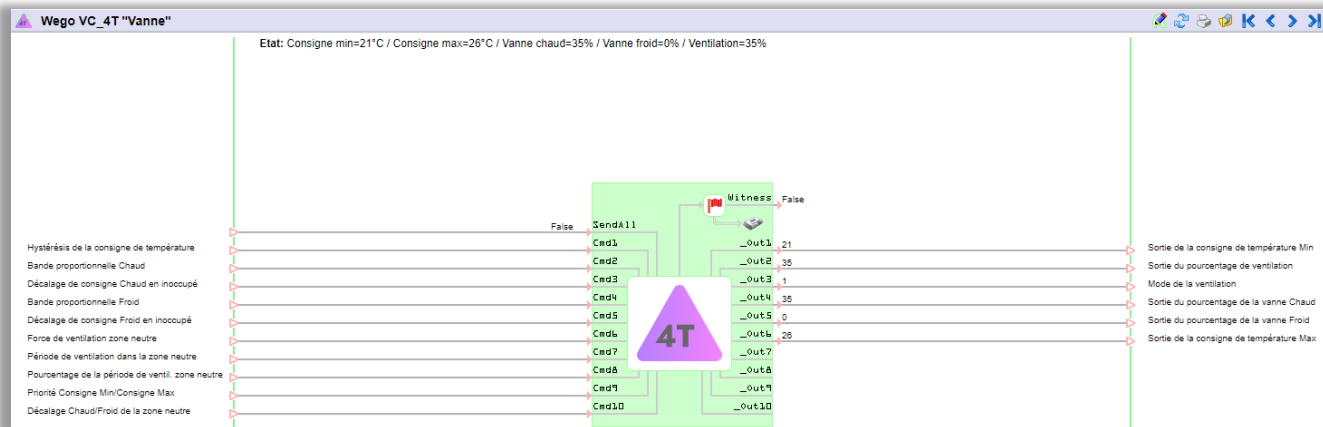 4T Wego VC_4T "Vanne"
Etat: Consigne min=21°C / Consigne max=26°C / Vanne chaud=35% / Vanne froid=0% / Ventilation=35%
Witness False
False SendAll
Hystérésis de la consigne de température Cmd1 _Out1 21 Sortie de la consigne de température Min
Bande proportionnelle Chaud Cmd2 _Out2 35 Sortie du pourcentage de ventilation
Décalage de consigne Chaud en inoccupé Cmd3 _Out3 1 Mode de la ventilation
Bande proportionnelle Froid Cmd4 _Out4 35 Sortie du pourcentage de la vanne Chaud
Décalage de consigne Froid en inoccupé Cmd5 _Out5 0 Sortie du pourcentage de la vanne Froid
Force de ventilation zone neutre Cmd6 _Out6 26 Sortie de la consigne de température Max
Période de ventilation dans la zone neutre Cmd7 _Out7
Pourcentage de la période de ventil. zone neutre Cmd8 _Out8
Priorité Consigne Min/Consigne Max Cmd9 _Out9
Décalage Chaud/Froid de la zone neutre Cmd10 _Out10
4T